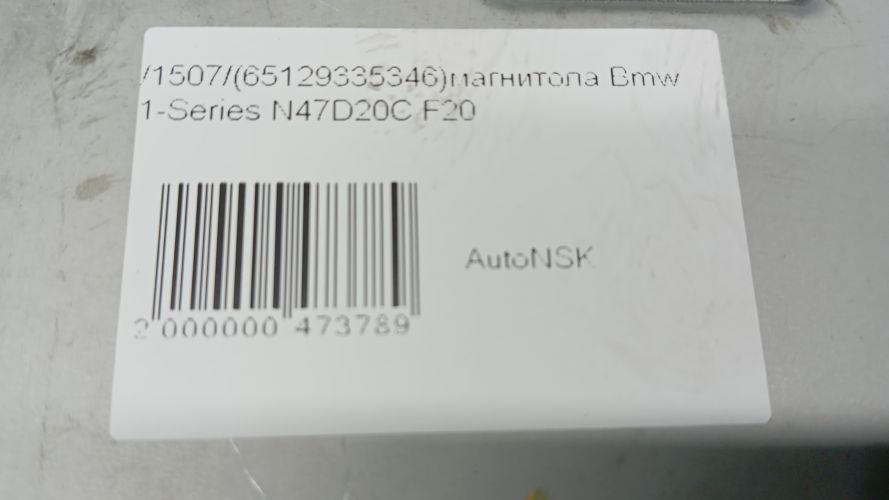 /1507/(65129335346)магнитола Bmw
1-Series N47D20C F20
AutoNSK
2 000000 473789